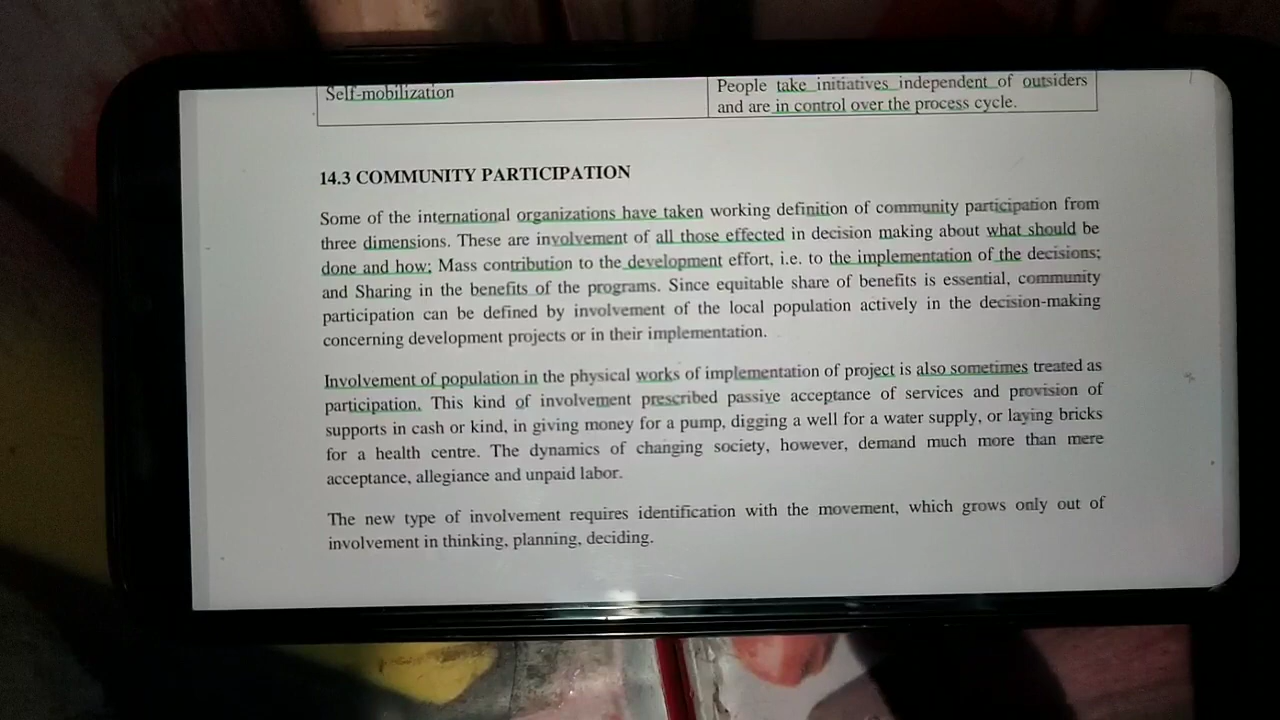 Self-mobilization
People take initiatives independent of outsiders
and are in control over the process cycle.
14.3 COMMUNITY PARTICIPATION
Some of the international organizations have taken working definition of community participation from
three dimensions. These are involvement of all those effected in decision making about what should be
done and how; Mass contribution to the development effort, i.e. to the implementation of the decisions;
and Sharing in the benefits of the programs. Since equitable share of benefits is essential, community
participation can be defined by involvement of the local population actively in the decision-making
concerning development projects or in their implementation.
Involvement of population in the physical works of implementation of project is also sometimes treated as
participation. This kind of involvement prescribed passive acceptance of services and provision of
supports in cash or kind, in giving money for a pump, digging a well for a water supply, or laying bricks
for a health centre. The dynamics of changing society, however, demand much more than mere
acceptance, allegiance and unpaid labor.
The new type of involvement requires identification with the movement, which grows only out of
involvement in thinking, planning, deciding.